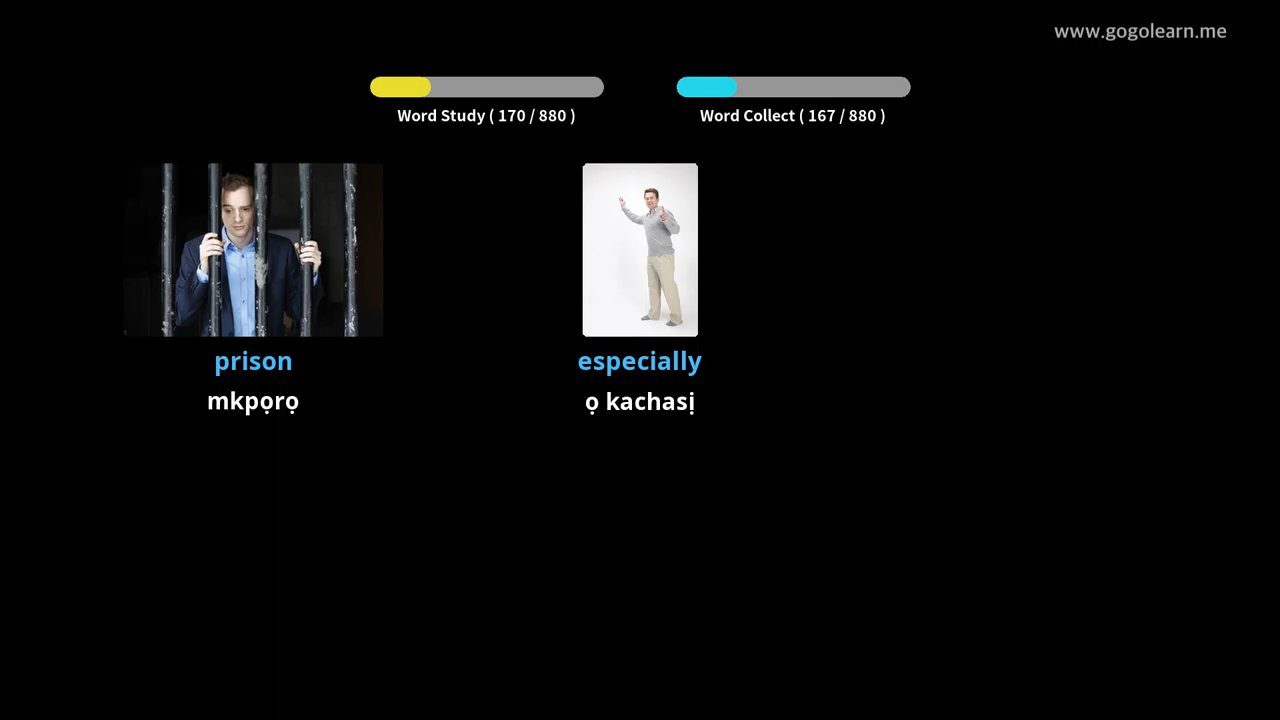 www.gogolearn.me
Word Study ( 170 / 880 )
Word Collect ( 167 / 880 )
prison
mkpọrọ
especially
ọ kachasị